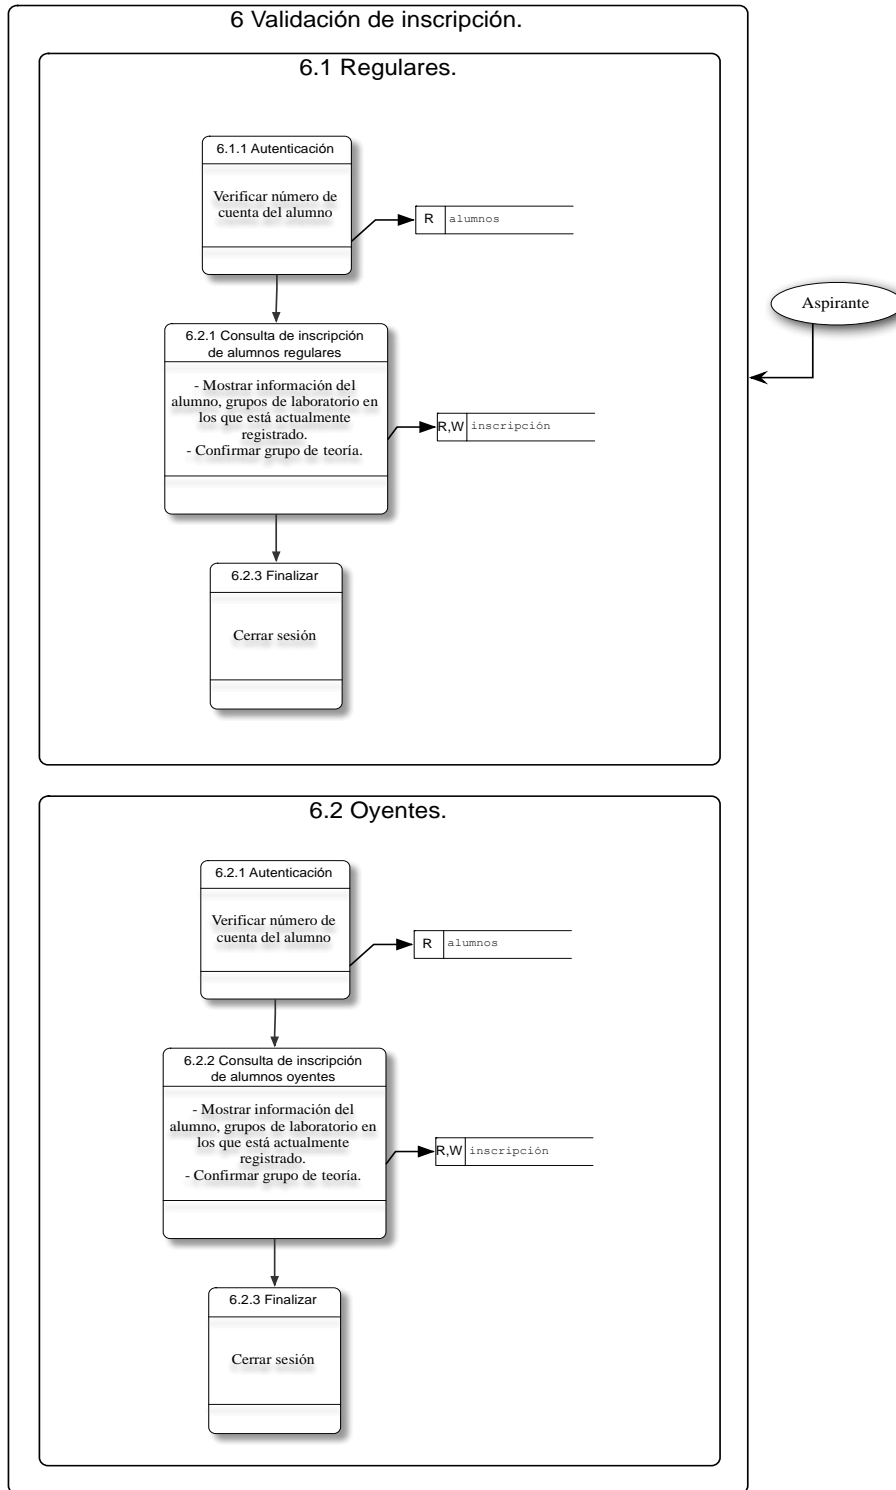 6 Validación de inscripción.
6.1 Regulares.
6.1.1 Autenticación
Verificar número de
cuenta del alumno
R alumnos
Aspirante
6.2.1 Consulta de inscripción
de alumnos regulares
- Mostrar información del
alumno, grupos de laboratorio en
los que está actualmente
registrado.
- Confirmar grupo de teoría.
R,W inscripción
6.2.3 Finalizar
Cerrar sesión
6.2 Oyentes.
6.2.1 Autenticación
Verificar número de
cuenta del alumno
R alumnos
6.2.2 Consulta de inscripción
de alumnos oyentes
- Mostrar información del
alumno, grupos de laboratorio en
los que está actualmente
registrado.
- Confirmar grupo de teoría.
R,W inscripción
6.2.3 Finalizar
Cerrar sesión